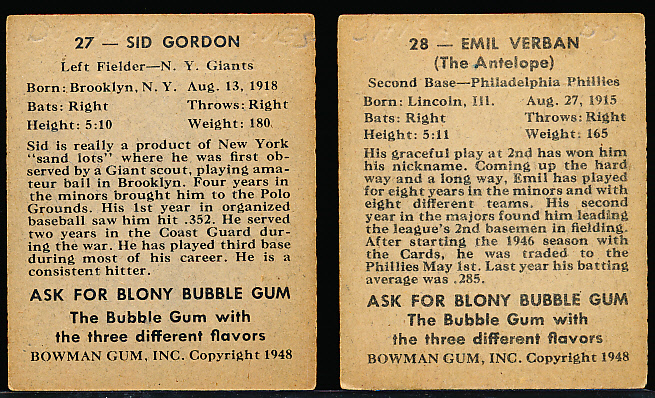 27 — SID GORDON
Left Fielder—N. Y. Giants
Born: Brooklyn, N. Y. Aug. 13, 1918
Bats: Right Throws: Right
Height: 5:10 Weight: 180
Sid is really a product of New York
"sand lots" where he was first ob-
served by a Giant scout, playing ama-
teur ball in Brooklyn. Four years in
the minors brought him to the Polo
Grounds. His 1st year in organized
baseball saw him hit .352. He served
two years in the Coast Guard dur-
ing the war. He has played third base
during most of his career. He is a
consistent hitter.
ASK FOR BLONY BUBBLE GUM
The Bubble Gum with
the three different flavors
BOWMAN GUM, INC. Copyright 1948
28 — EMIL VERBAN
(The Antelope)
Second Base—Philadelphia Phillies
Born: Lincoln, Ill. Aug. 27, 1915
Bats: Right Throws: Right
Height: 5:11 Weight: 165
His graceful play at 2nd has won him
his nickname. Coming up the hard
way and a long way, Emil has played
for eight years in the minors and with
eight different teams. His second
year in the majors found him leading
the league's 2nd basemen in fielding.
After starting the 1946 season with
the Cards, he was traded to the
Phillies May 1st. Last year his batting
average was .285.
ASK FOR BLONY BUBBLE GUM
The Bubble Gum with
the three different flavors
BOWMAN GUM, INC. Copyright 1948